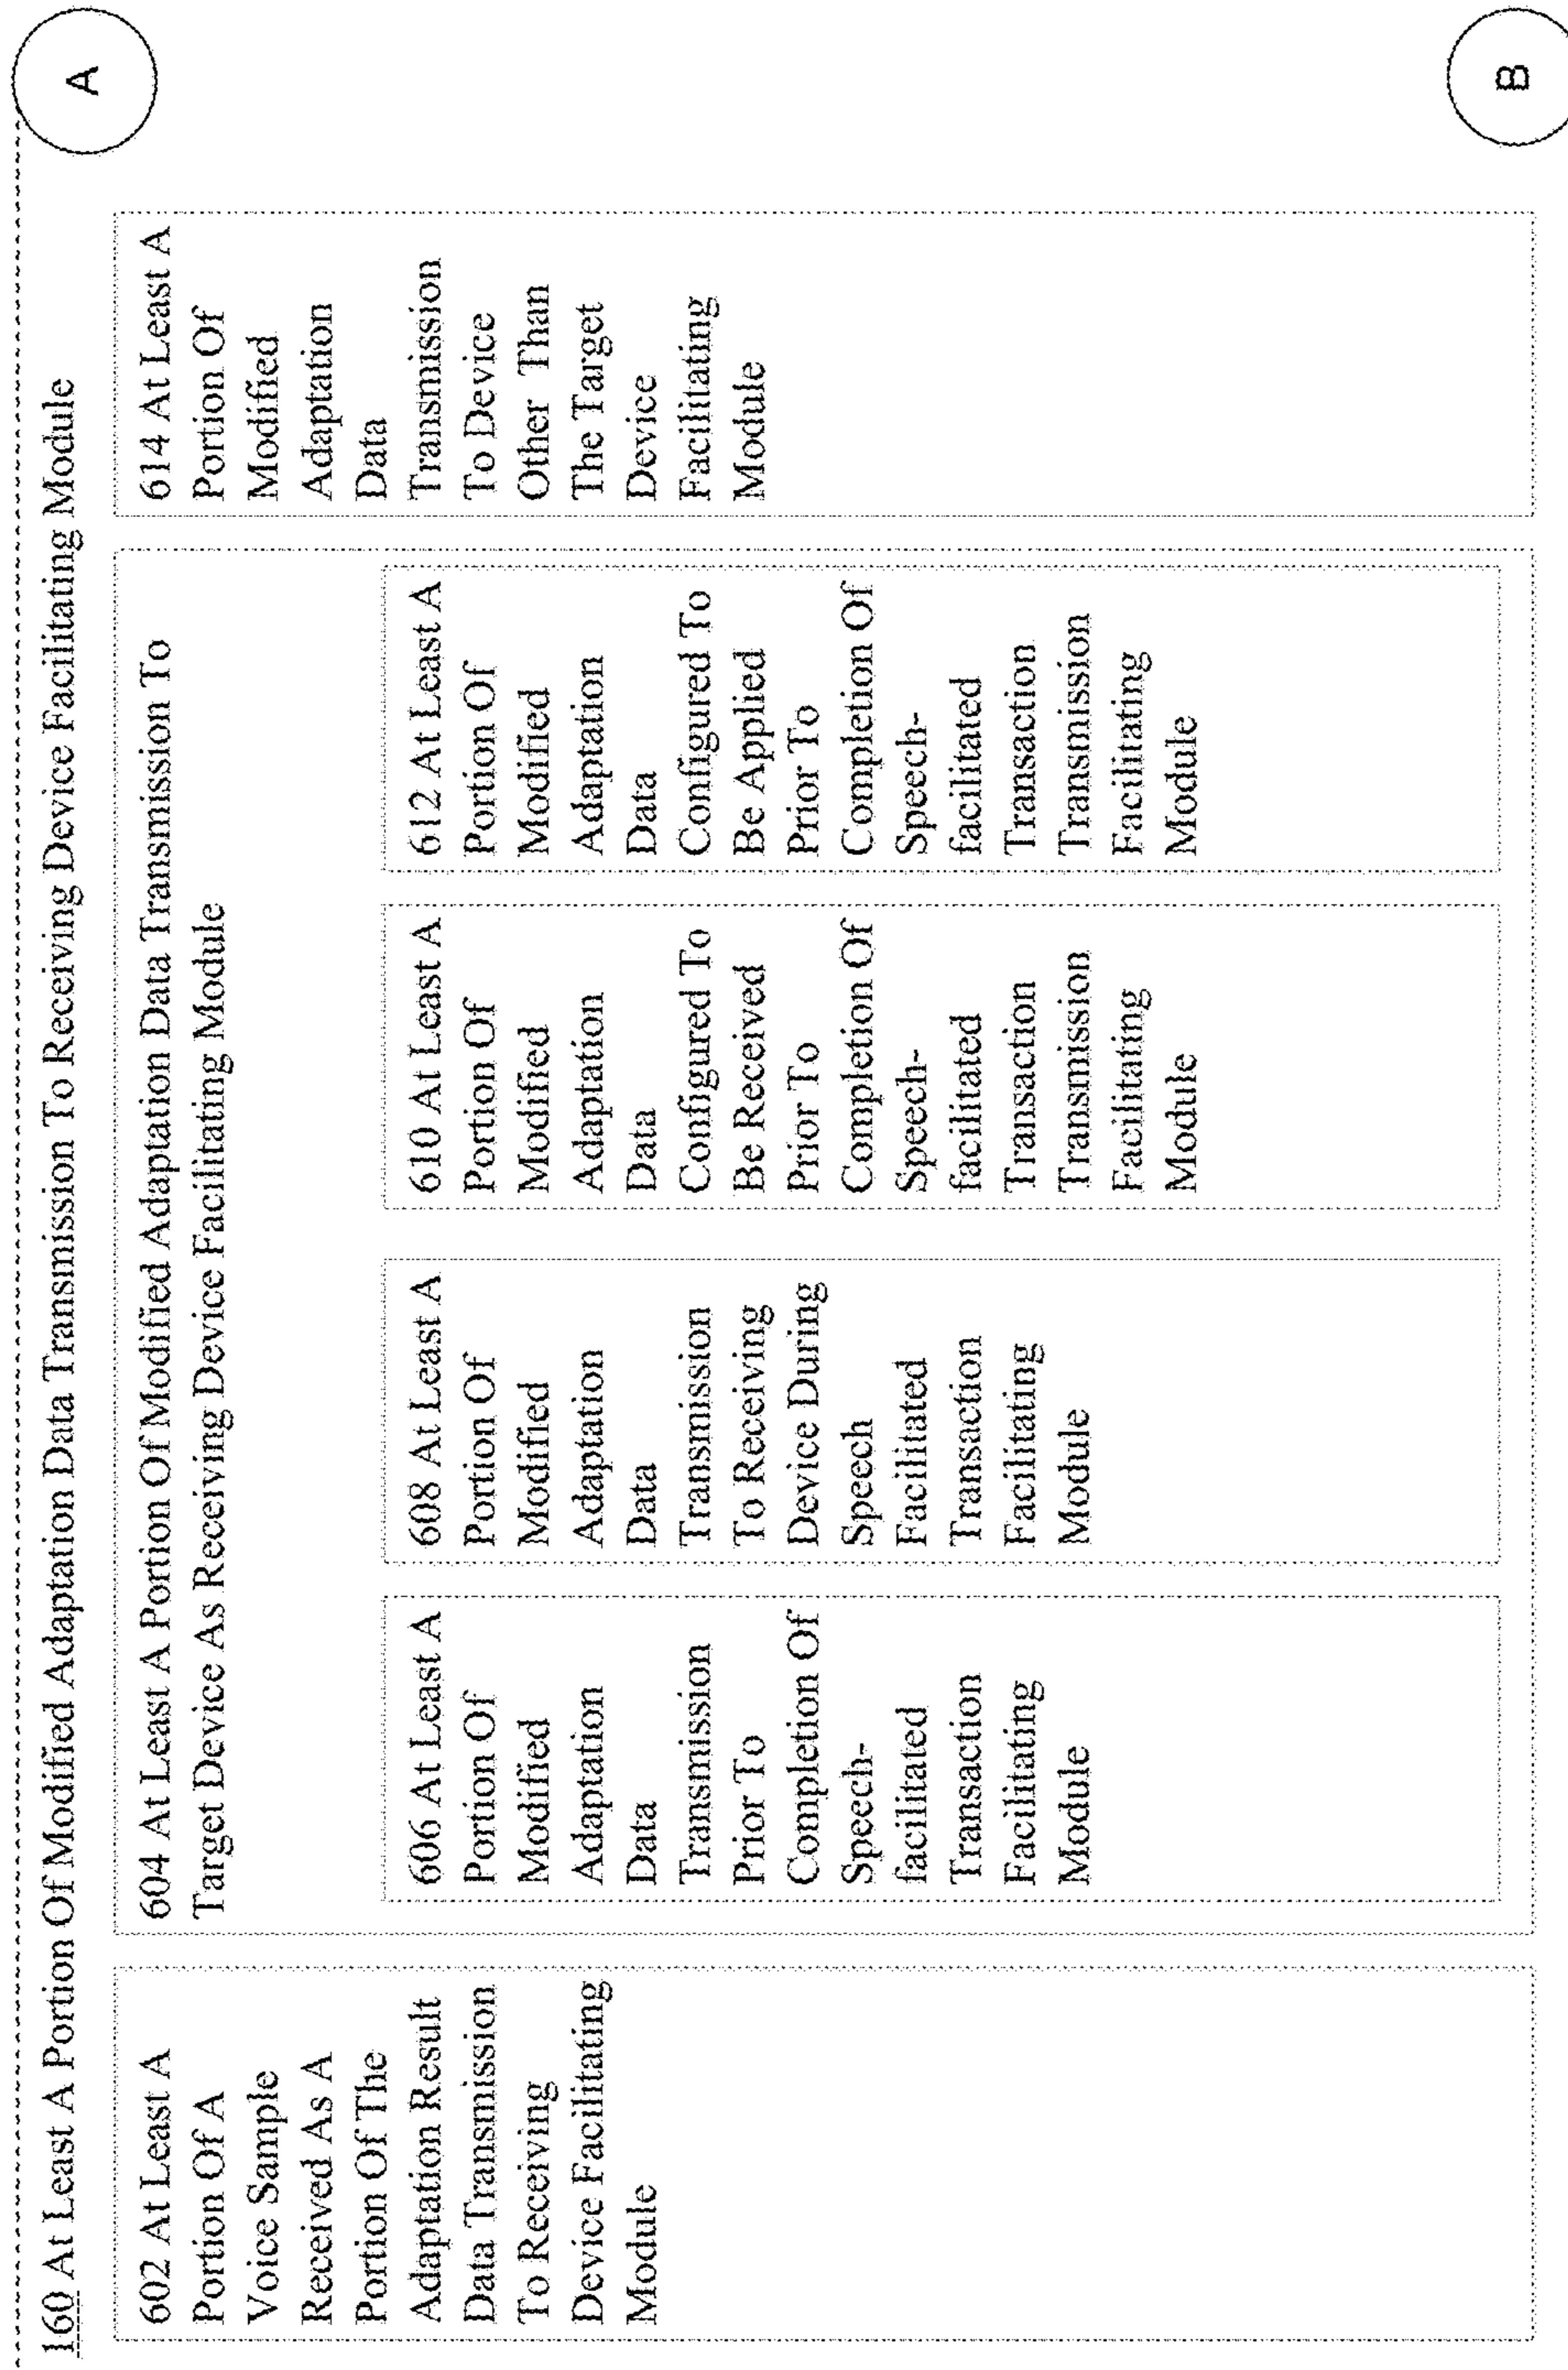 160 At Least A Portion Of Modified Adaptation Data Transmission To Receiving Device Facilitating Module
602 At Least A
Portion Of A
Voice Sample
Received As A
Portion Of The
Adaptation Result
Data Transmission
To Receiving
Device Facilitating
Module
604 At Least A Portion Of Modified Adaptation Data Transmission To
Target Device As Receiving Device Facilitating Module
606 At Least A
Portion Of
Modified
Adaptation
Data
Transmission
Prior To
Completion Of
Speech-
facilitated
Transaction
Facilitating
Module
608 At Least A
Portion Of
Modified
Adaptation
Data
Transmission
To Receiving
Device During
Speech
Facilitated
Transaction
Facilitating
Module
610 At Least A
Portion Of
Modified
Adaptation
Data
Configured To
Be Received
Prior To
Completion Of
Speech-
facilitated
Transaction
Transmission
Facilitating
Module
612 At Least A
Portion Of
Modified
Adaptation
Data
Configured To
Be Applied
Prior To
Completion Of
Speech-
facilitated
Transaction
Transmission
Facilitating
Module
614 At Least A
Portion Of
Modified
Adaptation
Data
Transmission
To Device
Other Than
The Target
Device
Facilitating
Module
A
B